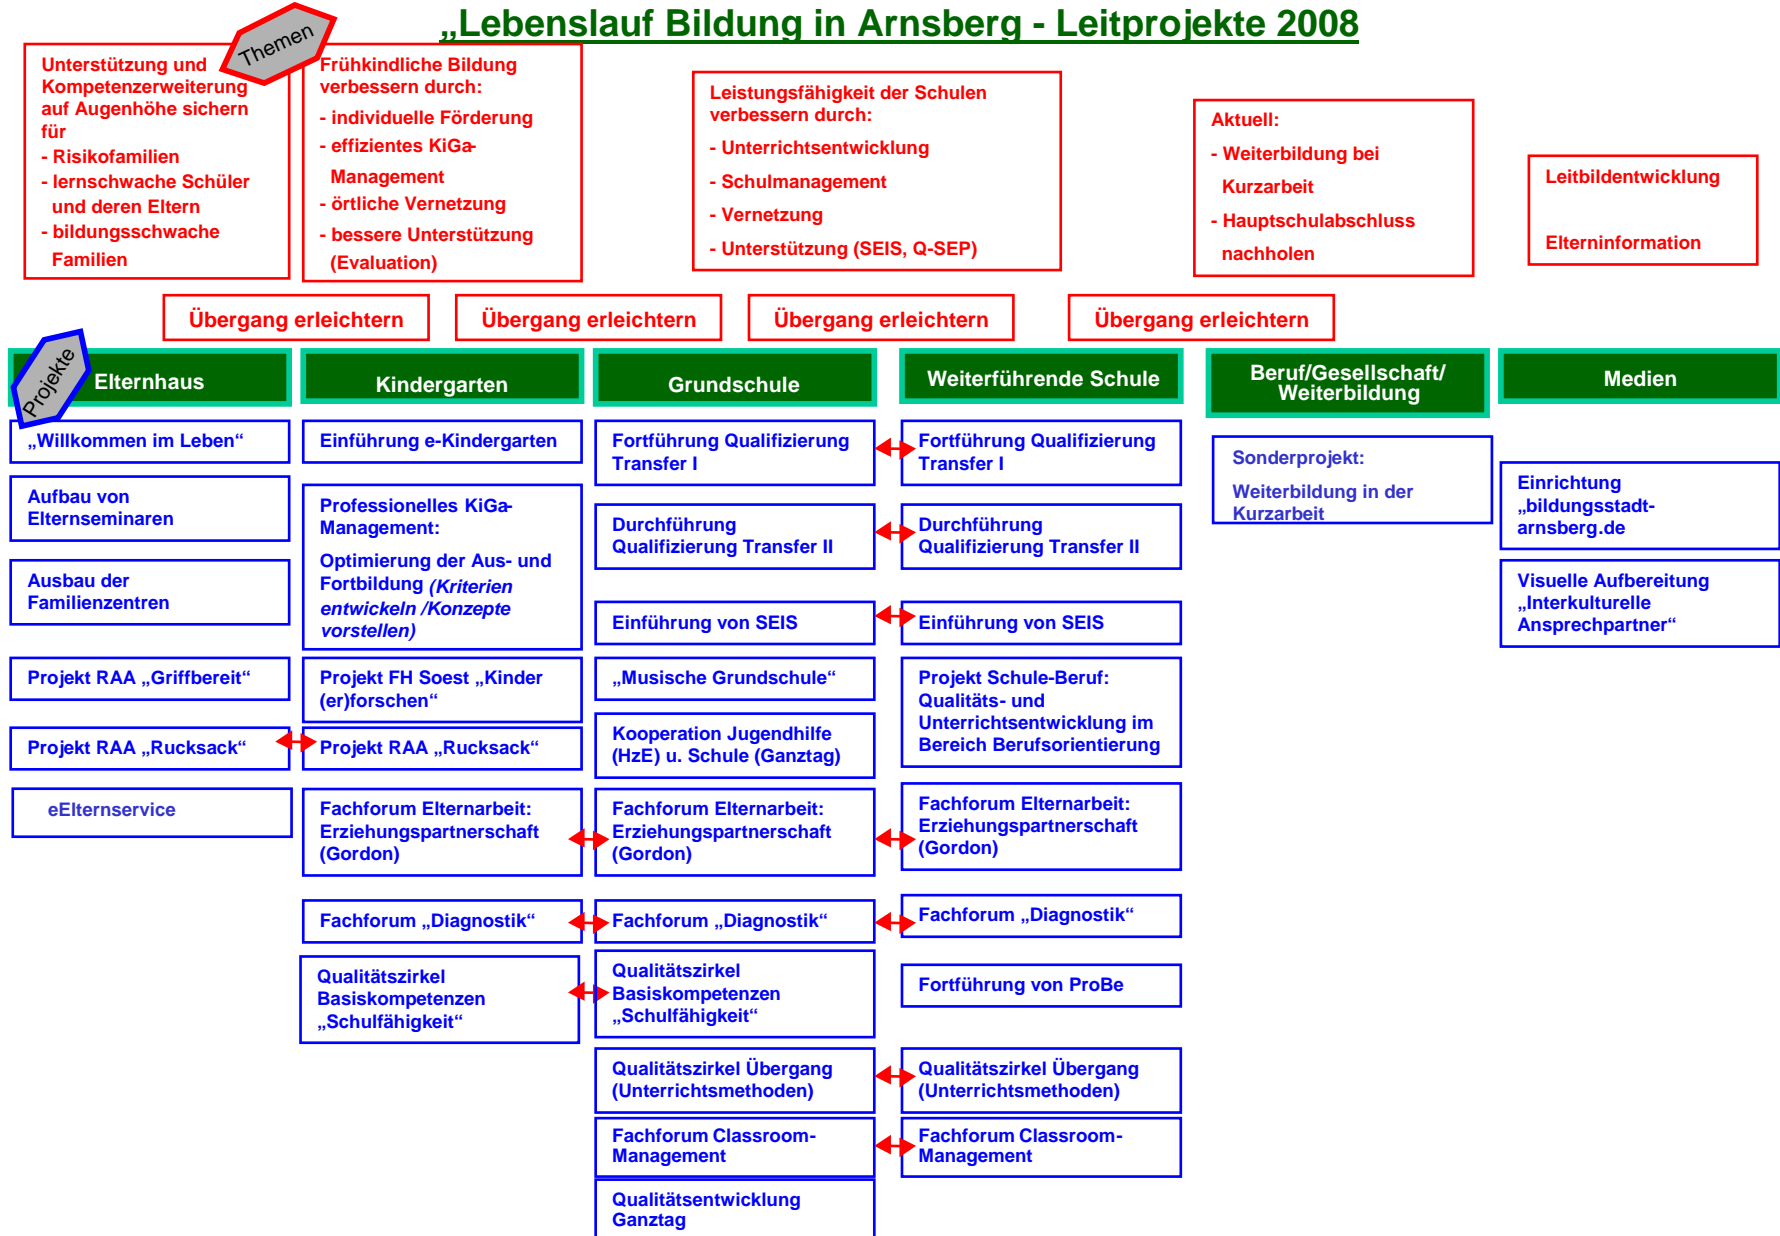 „Lebenslauf Bildung in Arnsberg - Leitprojekte 2008
Themen
Unterstützung und
Kompetenzerweiterung
auf Augenhöhe sichern
für
- Risikofamilien
- lernschwache Schüler
und deren Eltern
- bildungsschwache
Familien
Frühkindliche Bildung
verbessern durch:
- individuelle Förderung
- effizientes KiGa-
Management
- örtliche Vernetzung
- bessere Unterstützung
(Evaluation)
Leistungsfähigkeit der Schulen
verbessern durch:
- Unterrichtsentwicklung
- Schulmanagement
- Vernetzung
- Unterstützung (SEIS, Q-SEP)
Aktuell:
- Weiterbildung bei
Kurzarbeit
- Hauptschulabschluss
nachholen
Leitbildentwicklung
Elterninformation
Übergang erleichtern
Übergang erleichtern
Übergang erleichtern
Übergang erleichtern
Projekte
Elternhaus
Kindergarten
Grundschule
Weiterführende Schule
Beruf/Gesellschaft/
Weiterbildung
Medien
„Willkommen im Leben“
Aufbau von
Elternseminaren
Ausbau der
Familienzentren
Projekt RAA „Griffbereit“
Projekt RAA „Rucksack“
eElternservice
Einführung e-Kindergarten
Professionelles KiGa-
Management:
Optimierung der Aus- und
Fortbildung (Kriterien
entwickeln /Konzepte
vorstellen)
Projekt FH Soest „Kinder
(er)forschen“
Projekt RAA „Rucksack“
Fachforum Elternarbeit:
Erziehungspartnerschaft
(Gordon)
Fachforum „Diagnostik“
Qualitätszirkel
Basiskompetenzen
„Schulfähigkeit“
Fortführung Qualifizierung
Transfer I
Durchführung
Qualifizierung Transfer II
Einführung von SEIS
„Musische Grundschule“
Kooperation Jugendhilfe
(HzE) u. Schule (Ganztag)
Fachforum Elternarbeit:
Erziehungspartnerschaft
(Gordon)
Fachforum „Diagnostik“
Qualitätszirkel
Basiskompetenzen
„Schulfähigkeit“
Qualitätszirkel Übergang
(Unterrichtsmethoden)
Fachforum Classroom-
Management
Qualitätsentwicklung
Ganztag
Fortführung Qualifizierung
Transfer I
Durchführung
Qualifizierung Transfer II
Einführung von SEIS
Projekt Schule-Beruf:
Qualitäts- und
Unterrichtsentwicklung im
Bereich Berufsorientierung
Fachforum Elternarbeit:
Erziehungspartnerschaft
(Gordon)
Fachforum „Diagnostik“
Fortführung von ProBe
Qualitätszirkel Übergang
(Unterrichtsmethoden)
Fachforum Classroom-
Management
Sonderprojekt:
Weiterbildung in der
Kurzarbeit
Einrichtung
„bildungsstadt-
arnsberg.de
Visuelle Aufbereitung
„Interkulturelle
Ansprechpartner“